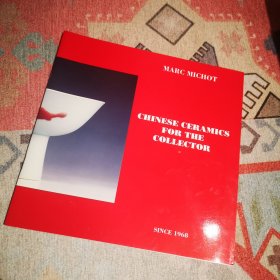 MARC MICHOT
CHINESE CERAMICS
FOR THE
COLLECTOR
SINCE 1968